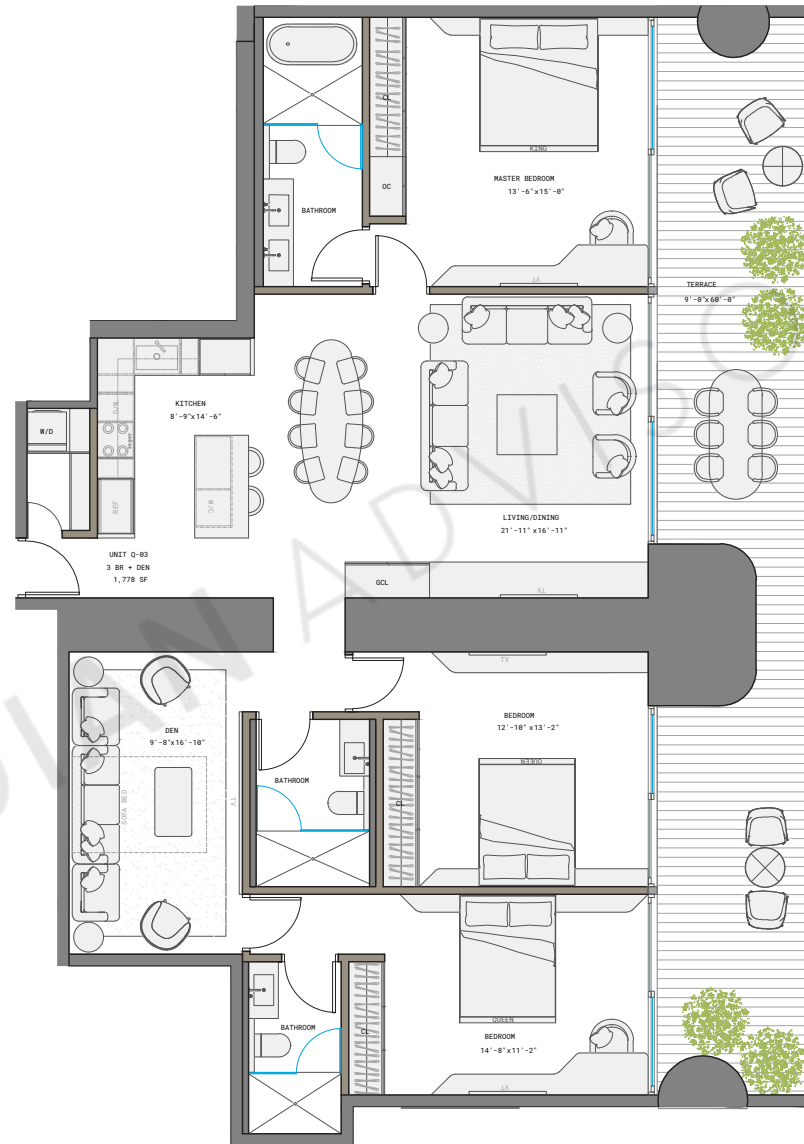 CL
KING
OC
MASTER BEDROOM
13'-6"x15'-0"
BATHROOM
TV
TERRACE
9'-0"x60'-0"
KITCHEN
8'-9"x14'-6"
W/D
REF
W/C
LIVING/DINING
21'-11"x16'-11"
UNIT Q-03
3 BR + DEN
1,778 SF
GCL
TV
TV
DEN
9'-8"x16'-10"
BEDROOM
12'-10"x13'-2"
QUEEN
BATHROOM
TV
SOFA BED
CL
QUEEN
BATHROOM
CL
BEDROOM
14'-8"x11'-2"
TV
DIAN ADVISO